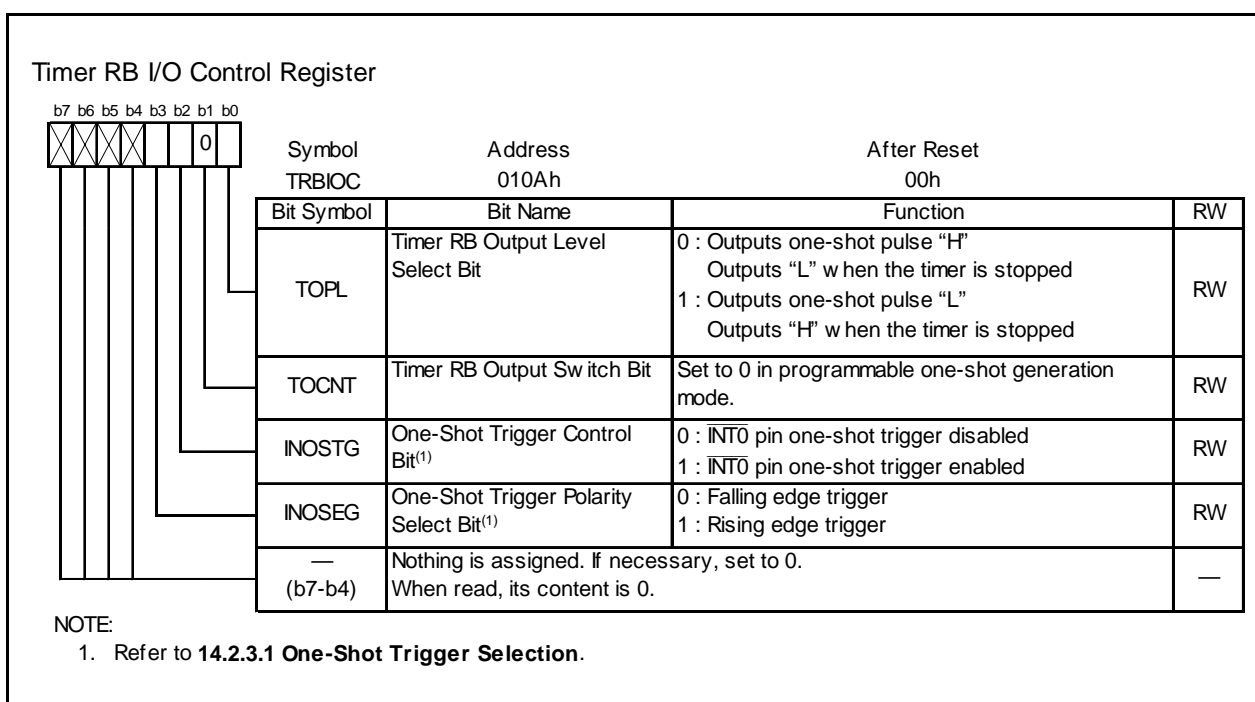 Timer RB I/O Control Register
b7 b6 b5 b4 b3 b2 b1 b0
0
Symbol Address After Reset
TRBIOC 010Ah 00h
Bit Symbol Bit Name Function RW
TOPL
Timer RB Output Level
Select Bit
0 : Outputs one-shot pulse “H”
Outputs “L” when the timer is stopped
1 : Outputs one-shot pulse “L”
Outputs “H” when the timer is stopped
RW
TOCNT
Timer RB Output Switch Bit
Set to 0 in programmable one-shot generation
mode.
RW
INOSTG
One-Shot Trigger Control
Bit(1)
0 : INT0 pin one-shot trigger disabled
1 : INT0 pin one-shot trigger enabled
RW
INOSEG
One-Shot Trigger Polarity
Select Bit(1)
0 : Falling edge trigger
1 : Rising edge trigger
RW
—
(b7-b4)
Nothing is assigned. If necessary, set to 0.
When read, its content is 0.
—
NOTE:
1. Refer to 14.2.3.1 One-Shot Trigger Selection.